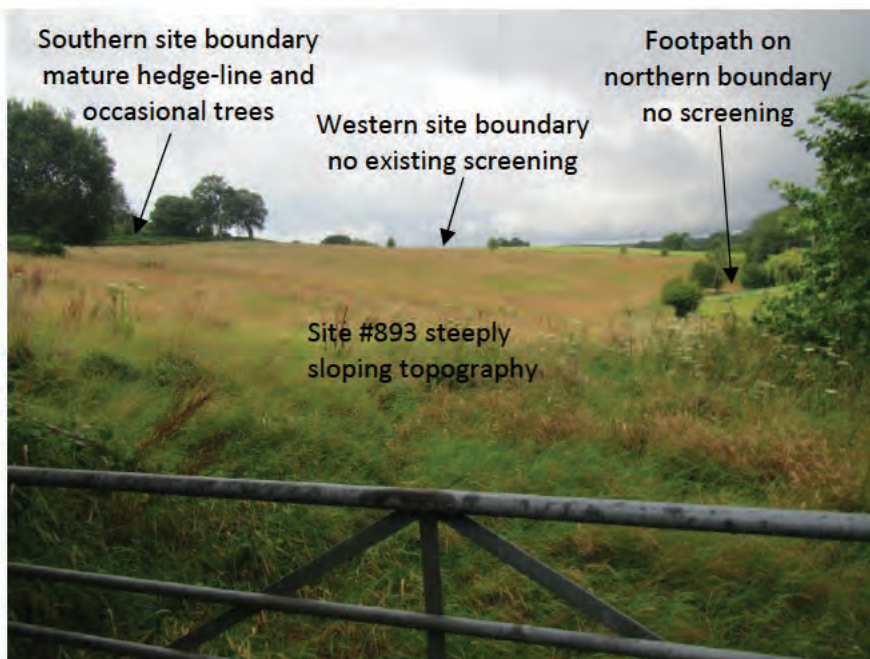 Southern site boundary
mature hedge-line and
occasional trees
Western site boundary
no existing screening
Footpath on
northern boundary
no screening
Site #893 steeply
sloping topography